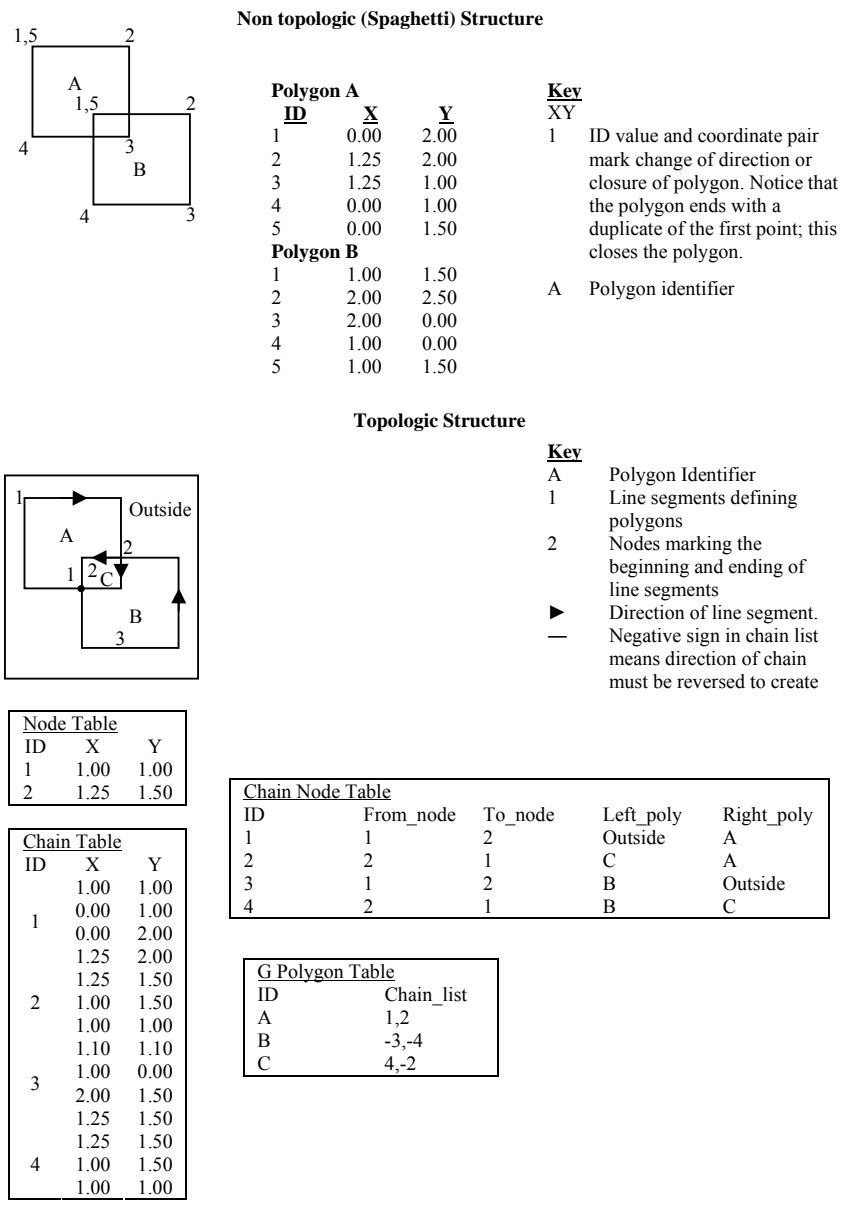 Non topologic (Spaghetti) Structure
1,5 2
A
1,5 2
4 3
B
4 3
Polygon A
ID X Y
1 0.00 2.00
2 1.25 2.00
3 1.25 1.00
4 0.00 1.00
5 0.00 1.50
Polygon B
1 1.00 1.50
2 2.00 2.50
3 2.00 0.00
4 1.00 0.00
5 1.00 1.50
Key
XY
1 ID value and coordinate pair
mark change of direction or
closure of polygon. Notice that
the polygon ends with a
duplicate of the first point; this
closes the polygon.
A Polygon identifier
Topologic Structure
1
Outside
A
2
1 2 C
B
3
Key
A Polygon Identifier
1 Line segments defining
polygons
2 Nodes marking the
beginning and ending of
line segments
► Direction of line segment.
— Negative sign in chain list
means direction of chain
must be reversed to create
Node Table
ID X Y
1 1.00 1.00
2 1.25 1.50
Chain Node Table
ID From_node To_node Left_poly Right_poly
1 1 2 Outside A
2 2 1 C A
3 1 2 B Outside
4 2 1 B C
Chain Table
ID X Y
1.00 1.00
0.00 1.00
1
0.00 2.00
1.25 2.00
1.25 1.50
2 1.00 1.50
1.00 1.00
1.10 1.10
1.00 0.00
3
2.00 1.50
1.25 1.50
1.25 1.50
4 1.00 1.50
1.00 1.00
G Polygon Table
ID Chain_list
A 1,2
B -3,-4
C 4,-2